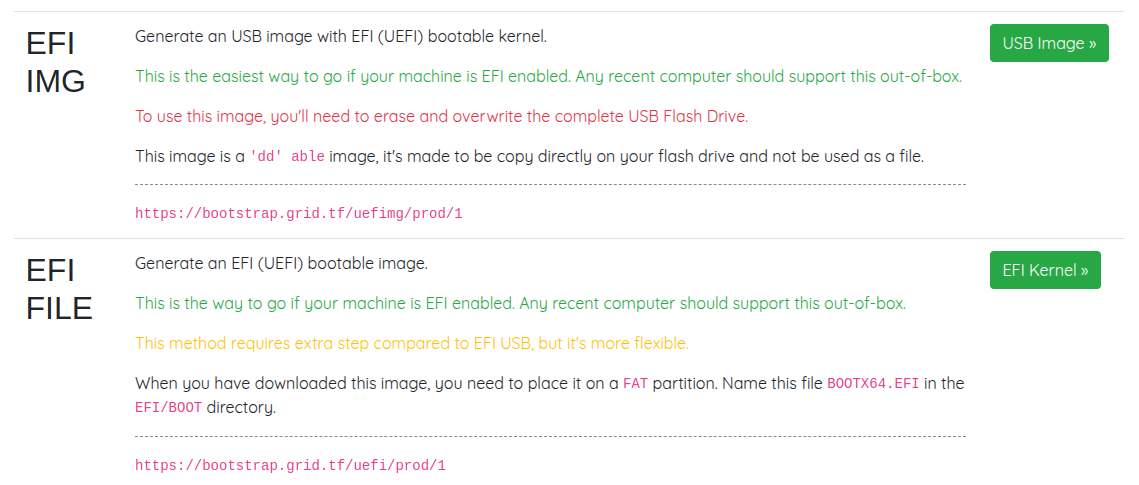 EFI
IMG
Generate an USB image with EFI (UEFI) bootable kernel.
USB Image »
This is the easiest way to go if your machine is EFI enabled. Any recent computer should support this out-of-box.
To use this image, you'll need to erase and overwrite the complete USB Flash Drive.
This image is a 'dd' able image, it's made to be copy directly on your flash drive and not be used as a file.
https://bootstrap.grid.tf/uefimg/prod/1
EFI
FILE
Generate an EFI (UEFI) bootable image.
EFI Kernel »
This is the way to go if your machine is EFI enabled. Any recent computer should support this out-of-box.
This method requires extra step compared to EFI USB, but it's more flexible.
When you have downloaded this image, you need to place it on a FAT partition. Name this file BOOTX64.EFI in the
EFI/BOOT directory.
https://bootstrap.grid.tf/uefi/prod/1